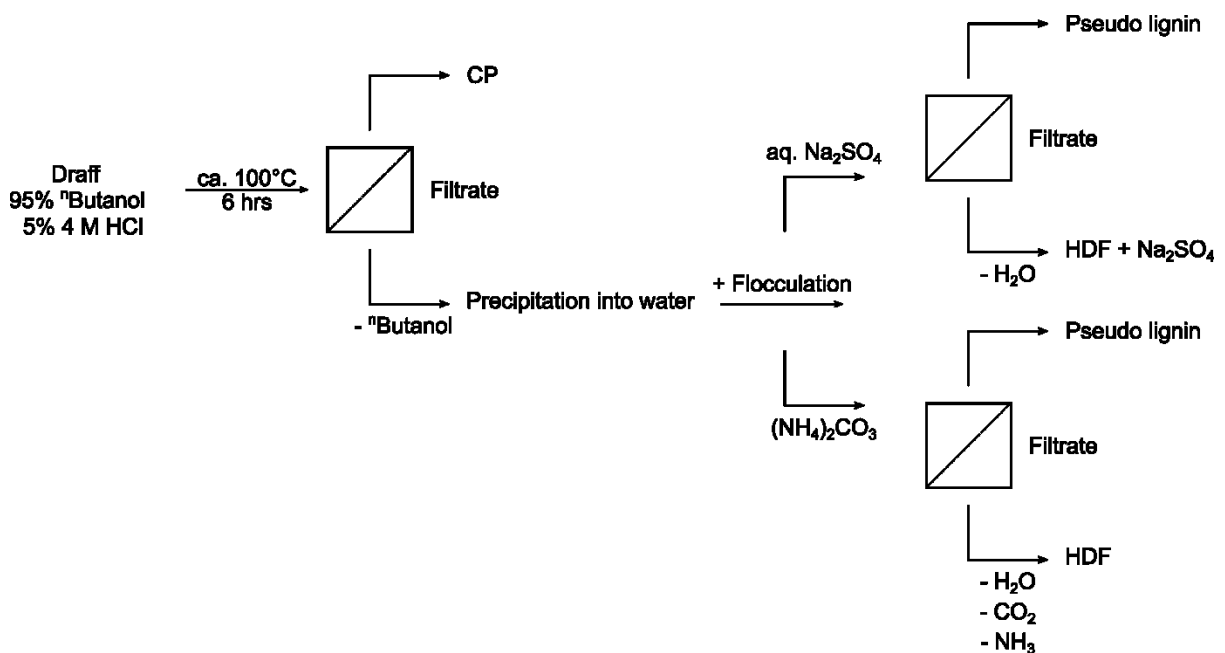 Draff
95% ⁿButanol
5% 4 M HCl
ca. 100°C
6 hrs
CP
Filtrate
- ⁿButanol
Precipitation into water
+ Flocculation
aq. Na₂SO₄
Pseudo lignin
Filtrate
HDF + Na₂SO₄
- H₂O
(NH₄)₂CO₃
Pseudo lignin
Filtrate
HDF
- H₂O
- CO₂
- NH₃